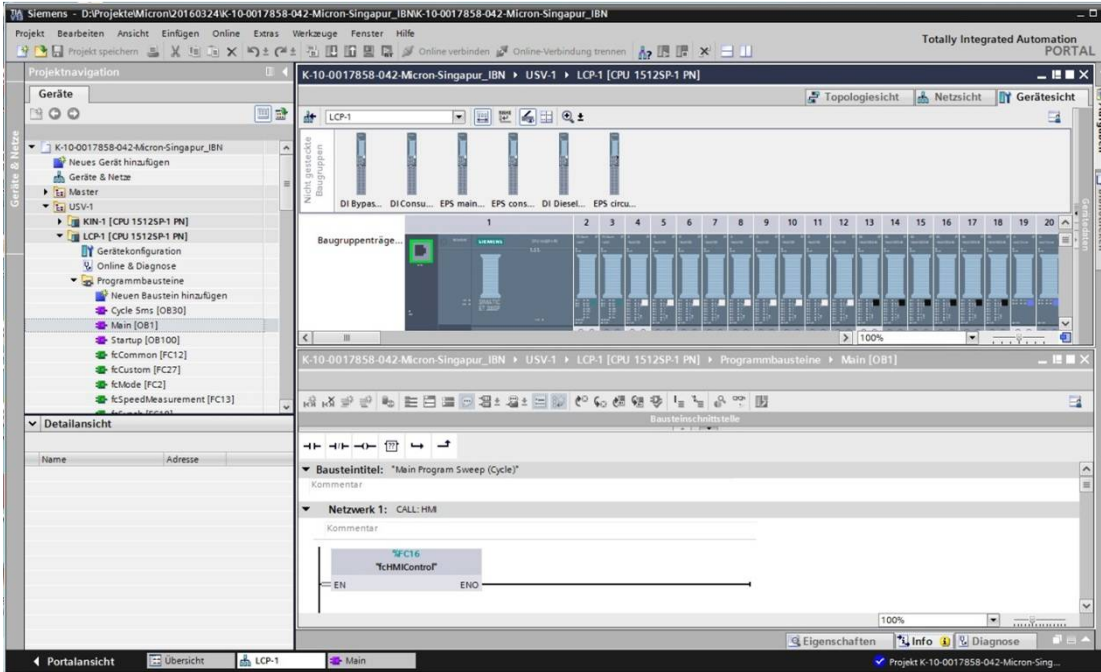 Siemens - D:\Projekte\Micron\20160324\K-10-0017858-042-Micron-Singapur_IBN\K-10-0017858-042-Micron-Singapur_IBN
Projekt Bearbeiten Ansicht Einfügen Online Extras Werkzeuge Fenster Hilfe
Totally Integrated Automation
PORTAL
Projekt speichern
Online verbinden
Online-Verbindung trennen
Projektnavigation
Geräte
Geräte & Netze
K-10-0017858-042-Micron-Singapur_IBN
Neues Gerät hinzufügen
Geräte & Netze
Master
USV-1
KIN-1 [CPU 1512SP-1 PN]
LCP-1 [CPU 1512SP-1 PN]
Gerätekonfiguration
Online & Diagnose
Programmbausteine
Neuen Baustein hinzufügen
Cycle 5ms [OB30]
Main [OB1]
Startup [OB100]
fcCommon [FC12]
fcCustom [FC27]
fcMode [FC2]
fcSpeedMeasurement [FC13]
Detailansicht
Name Adresse
K-10-0017858-042-Micron-Singapur_IBN ▸ USV-1 ▸ LCP-1 [CPU 1512SP-1 PN]
Topologiesicht Netzsicht Gerätesicht
LCP-1
Nicht gesteckte Baugruppen
DI Bypas... DI Consu... EPS main... EPS cons... DI Diesel... EPS circu...
1 2 3 4 5 6 7 8 9 10 11 12 13 14 15 16 17 18 19 20
Baugruppenträge...
SIEMENS
Gerätedaten
100%
K-10-0017858-042-Micron-Singapur_IBN ▸ USV-1 ▸ LCP-1 [CPU 1512SP-1 PN] ▸ Programmbausteine ▸ Main [OB1]
Bausteinschnittstelle
Bausteintitel: "Main Program Sweep (Cycle)"
Kommentar
Netzwerk 1: CALL: HMI
Kommentar
%FC16
"fcHMIControl"
EN ENO
100%
Eigenschaften Info Diagnose
Portalansicht Übersicht LCP-1 Main
Projekt K-10-0017858-042-Micron-Sing...